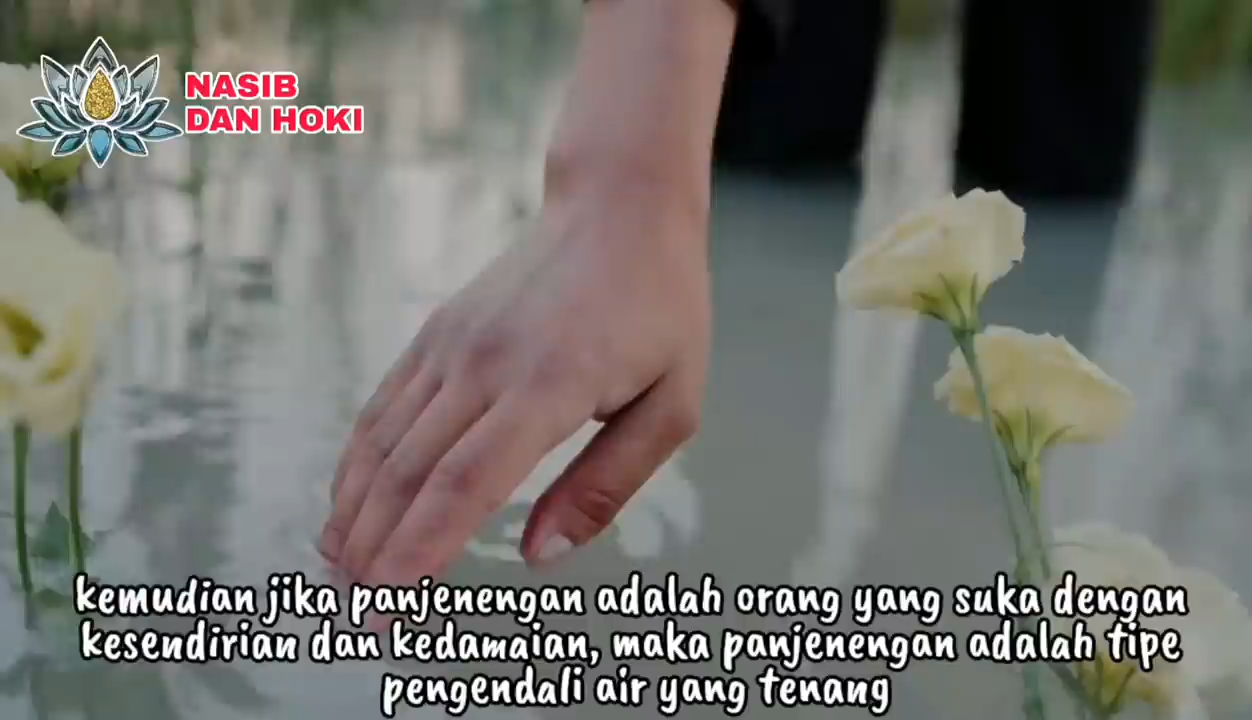 NASIB
DAN HOKI
kemudian jika panjenengan adalah orang yang suka dengan
kesendirian dan kedamaian, maka panjenengan adalah tipe
pengendali air yang tenang